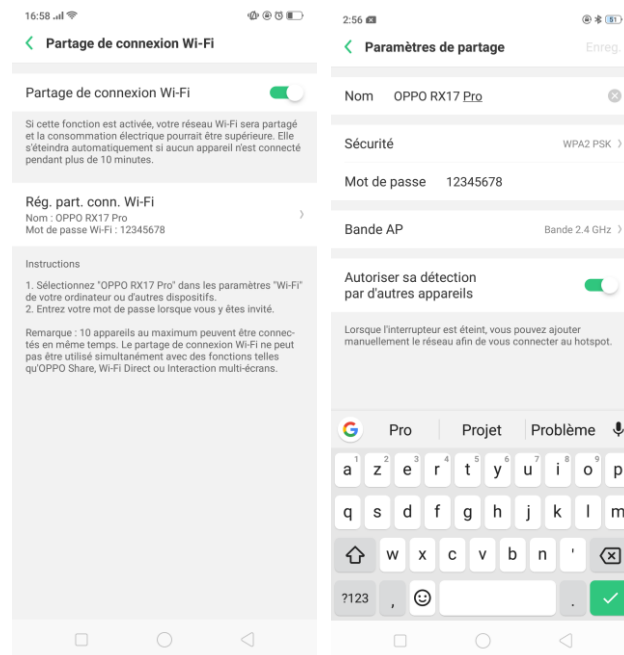 16:58
Partage de connexion Wi-Fi
Partage de connexion Wi-Fi
Si cette fonction est activée, votre réseau Wi-Fi sera partagé
et la consommation électrique pourrait être supérieure. Elle
s'éteindra automatiquement si aucun appareil n'est connecté
pendant plus de 10 minutes.
Rég. part. conn. Wi-Fi
Nom : OPPO RX17 Pro
Mot de passe Wi-Fi : 12345678
Instructions
1. Sélectionnez "OPPO RX17 Pro" dans les paramètres "Wi-Fi"
de votre ordinateur ou d'autres dispositifs.
2. Entrez votre mot de passe lorsque vous y êtes invité.
Remarque : 10 appareils au maximum peuvent être connec-
tés en même temps. Le partage de connexion Wi-Fi ne peut
pas être utilisé simultanément avec des fonctions telles
qu'OPPO Share, Wi-Fi Direct ou Interaction multi-écrans.
2:56
Paramètres de partage Enreg.
Nom OPPO RX17 Pro
Sécurité WPA2 PSK
Mot de passe 12345678
Bande AP Bande 2.4 GHz
Autoriser sa détection
par d'autres appareils
Lorsque l'interrupteur est éteint, vous pouvez ajouter
manuellement le réseau afin de vous connecter au hotspot.
G Pro Projet Problème
a1 z2 e3 r4 t5 y6 u7 i8 o9 p
q s d f g h j k l m
w x c v b n '
?123 , .